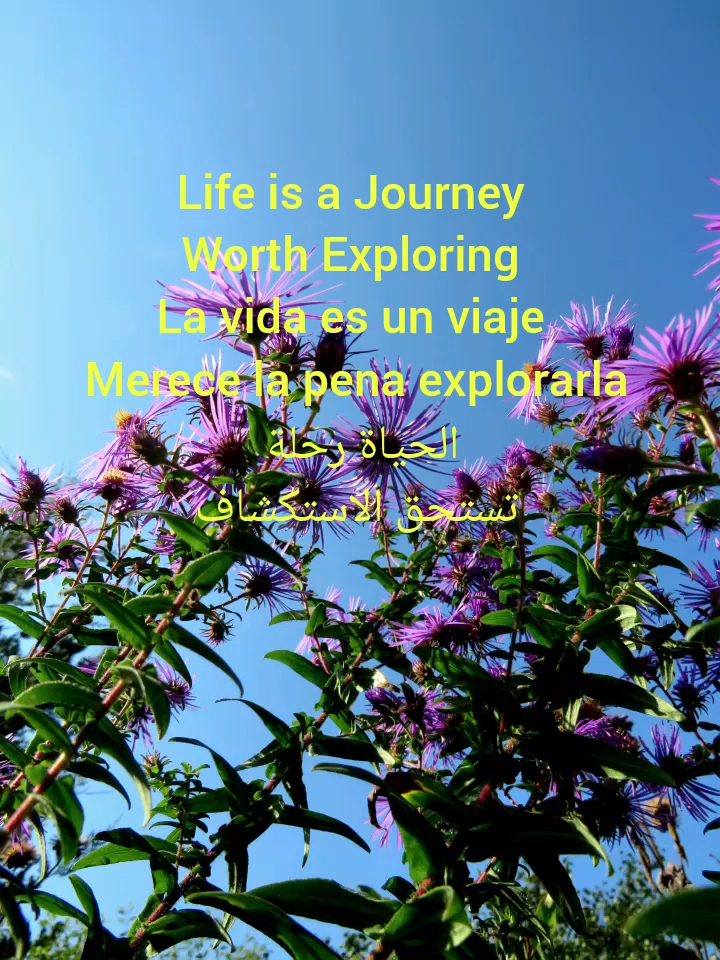 Life is a Journey
Worth Exploring
La vida es un viaje
Merece la pena explorarla
الحياة رحلة
تستحق الاستكشاف